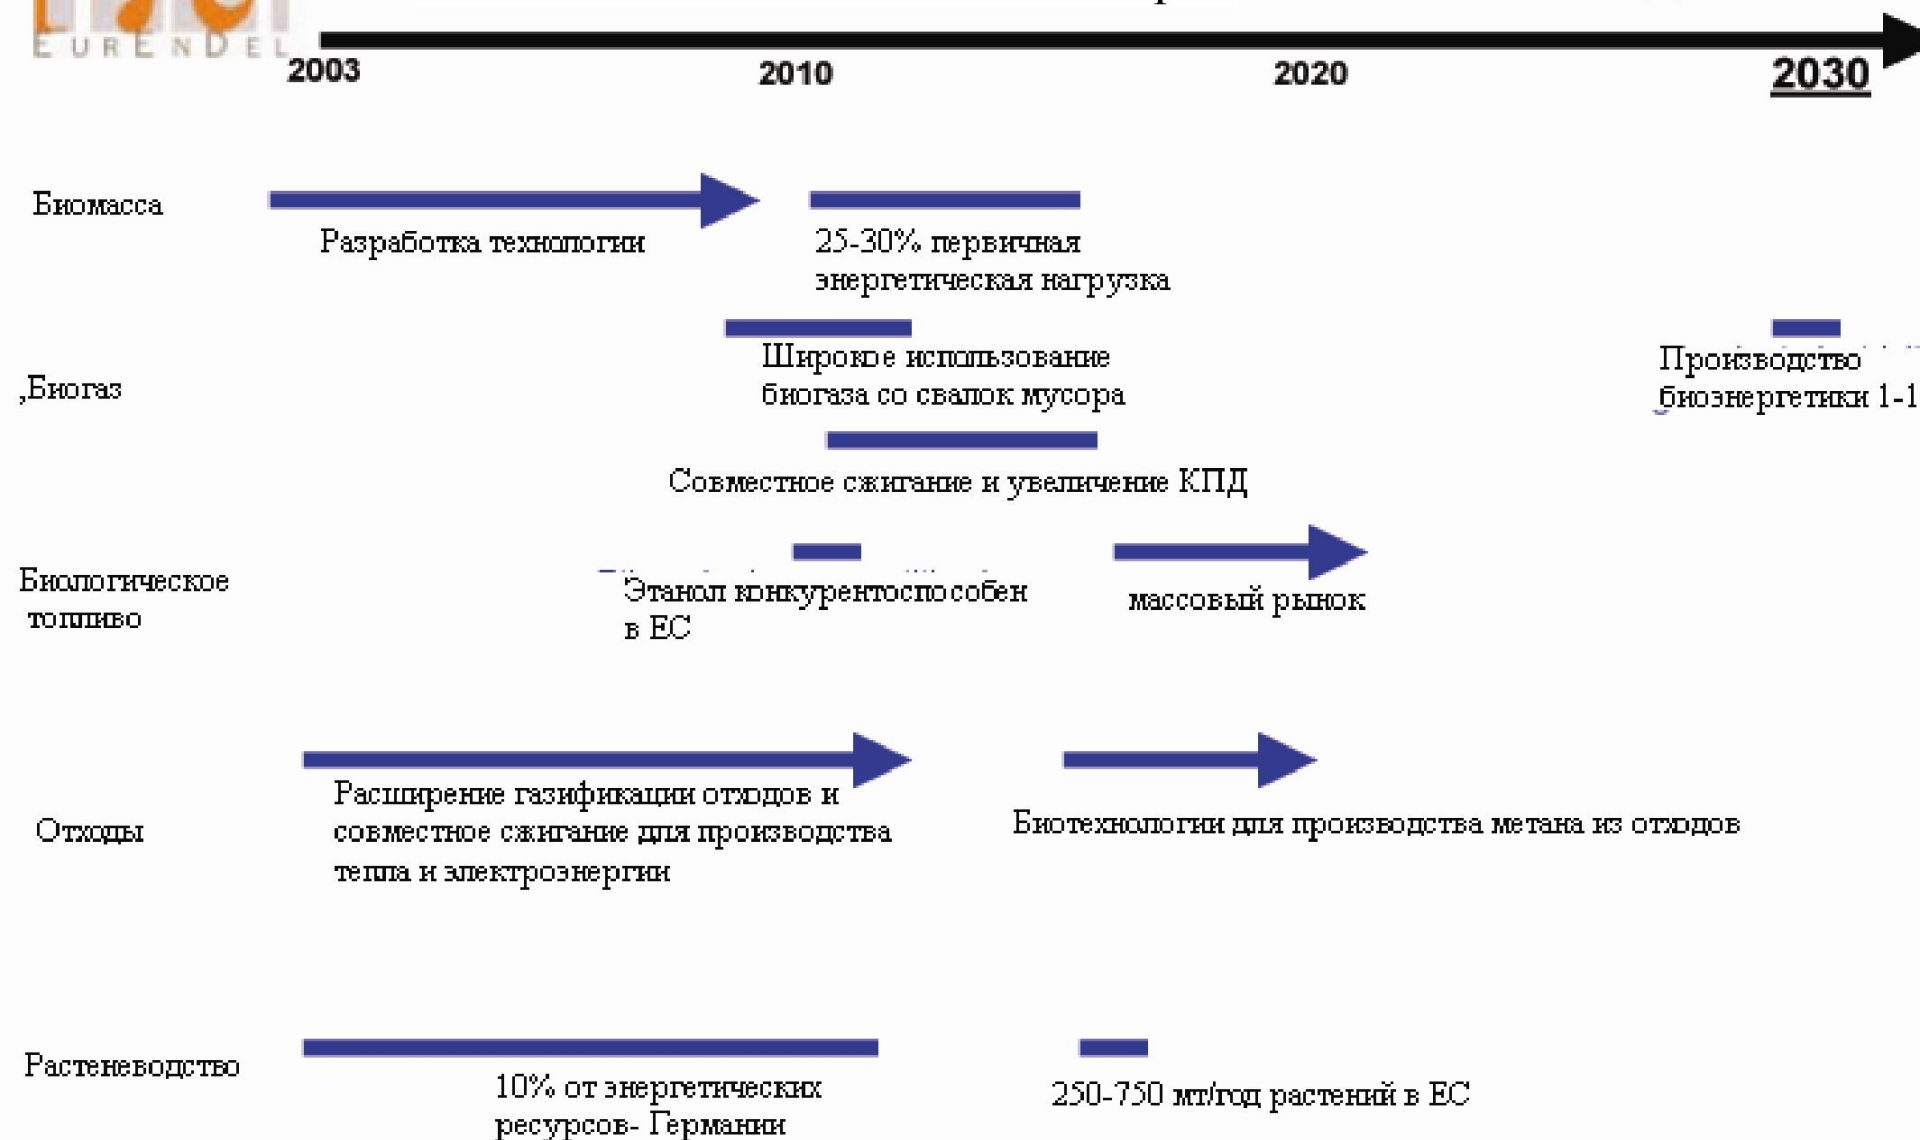 EURENDEL
2003 2010 2020 2030
Биомасса
Разработка технологии
25-30% первичная
энергетическая нагрузка
Широкое использование
биогаза со свалок мусора
Производство
биоэнергетики 1-1
,Биогаз
Совместное сжигание и увеличение КПД
Биологическое
топливо
Этанол конкурентоспособен
в ЕС
массовый рынок
Отходы
Расширение газификации отходов и
совместное сжигание для производства
тепла и электроэнергии
Биотехнологии для производства метана из отходов
Растеневодство
10% от энергетических
ресурсов- Германии
250-750 мт/год растений в ЕС